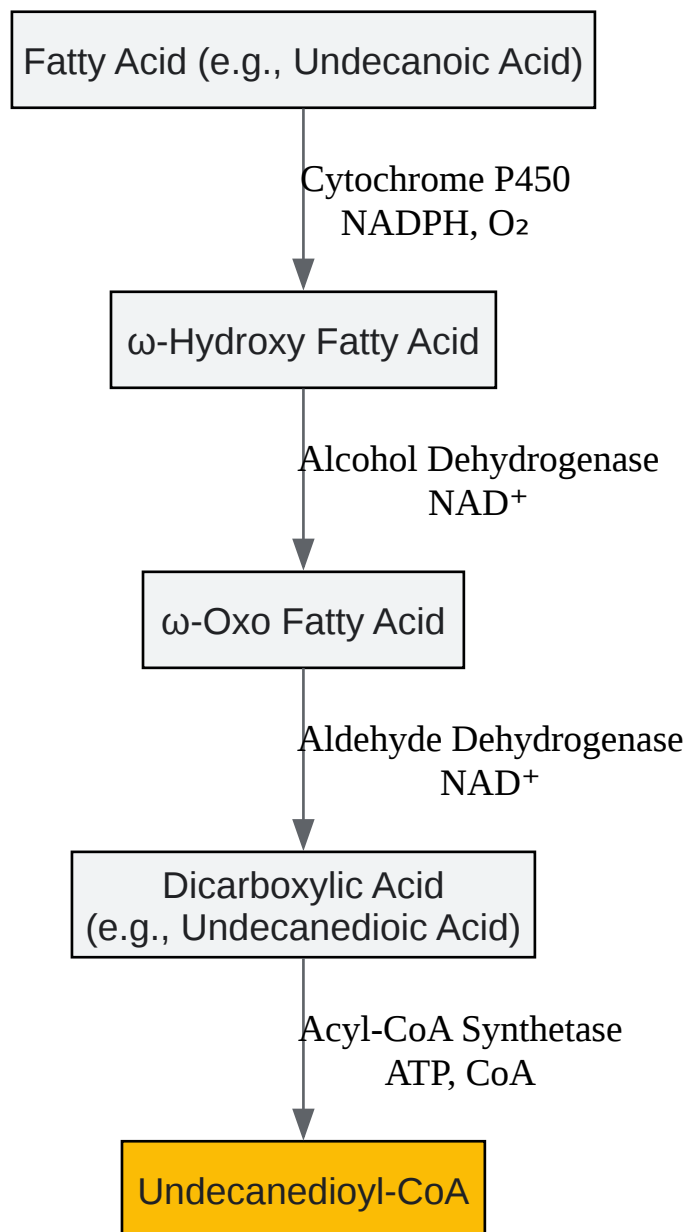 Fatty Acid (e.g., Undecanoic Acid)
Cytochrome P450
NADPH, O₂
ω-Hydroxy Fatty Acid
Alcohol Dehydrogenase
NAD⁺
ω-Oxo Fatty Acid
Aldehyde Dehydrogenase
NAD⁺
Dicarboxylic Acid
(e.g., Undecanedioic Acid)
Acyl-CoA Synthetase
ATP, CoA
Undecanedioyl-CoA